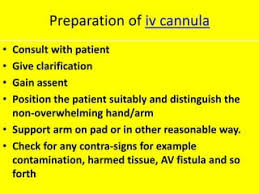 Preparation of iv cannula
• Consult with patient
• Give clarification
• Gain assent
• Position the patient suitably and distinguish the
non-overwhelming hand/arm
• Support arm on pad or in other reasonable way.
• Check for any contra-signs for example
contamination, harmed tissue, AV fistula and so
forth